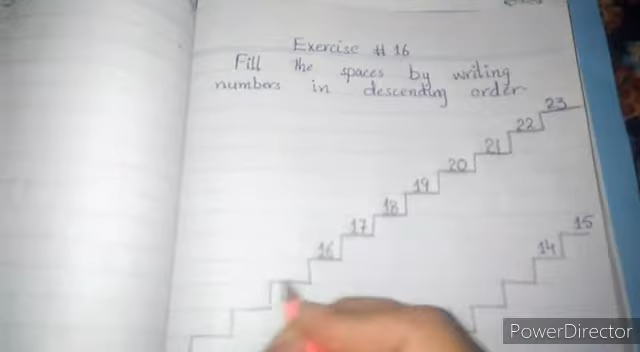 Exercise # 16
Fill the spaces by writing
numbers in descending order
23
22
21
20
19
18
17
16
15
14
PowerDirector